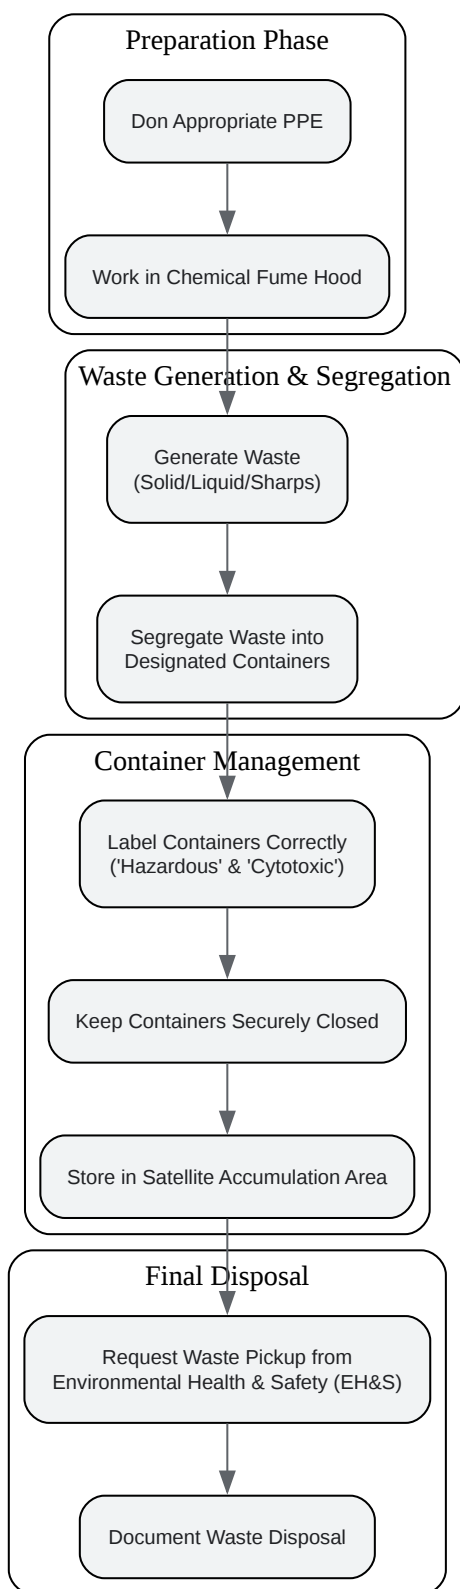 Preparation Phase
Don Appropriate PPE
Work in Chemical Fume Hood
Waste Generation & Segregation
Generate Waste
(Solid/Liquid/Sharps)
Segregate Waste into
Designated Containers
Container Management
Label Containers Correctly
('Hazardous' & 'Cytotoxic')
Keep Containers Securely Closed
Store in Satellite Accumulation Area
Final Disposal
Request Waste Pickup from
Environmental Health & Safety (EH&S)
Document Waste Disposal